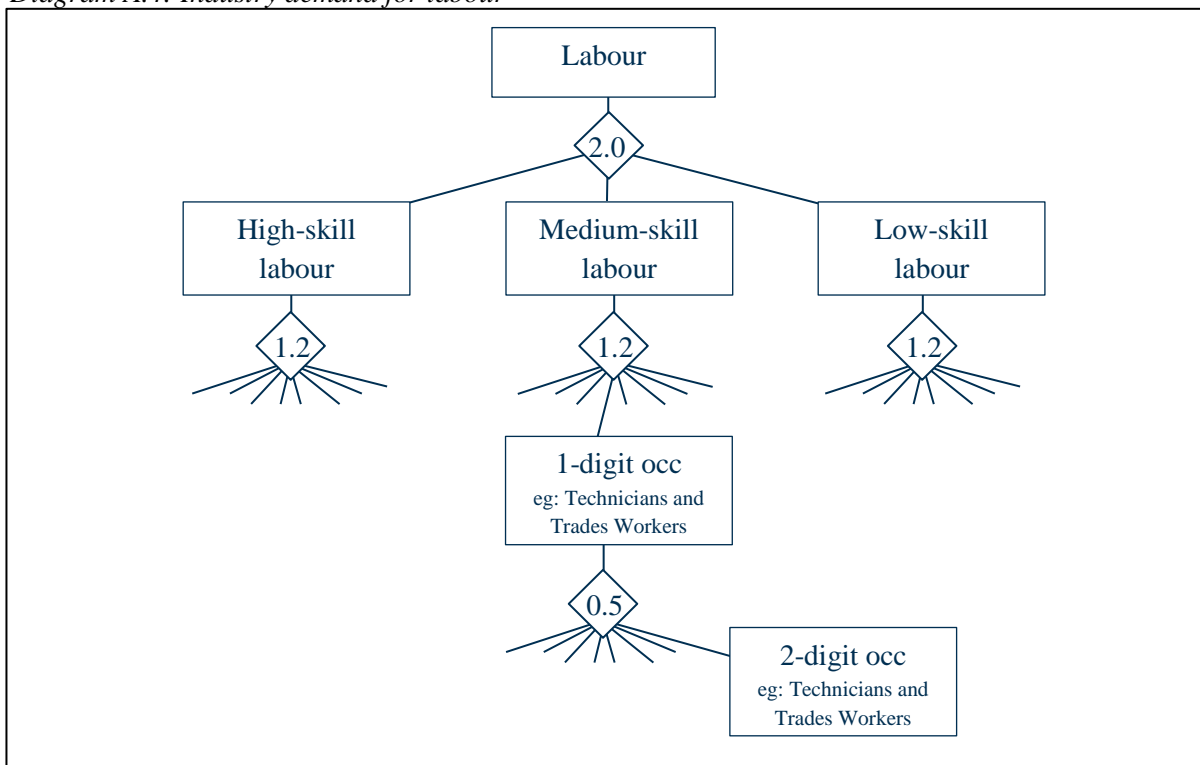 Labour
2.0
High-skill
labour
Medium-skill
labour
Low-skill
labour
1.2
1.2
1.2
1-digit occ
eg: Technicians and
Trades Workers
0.5
2-digit occ
eg: Technicians and
Trades Workers